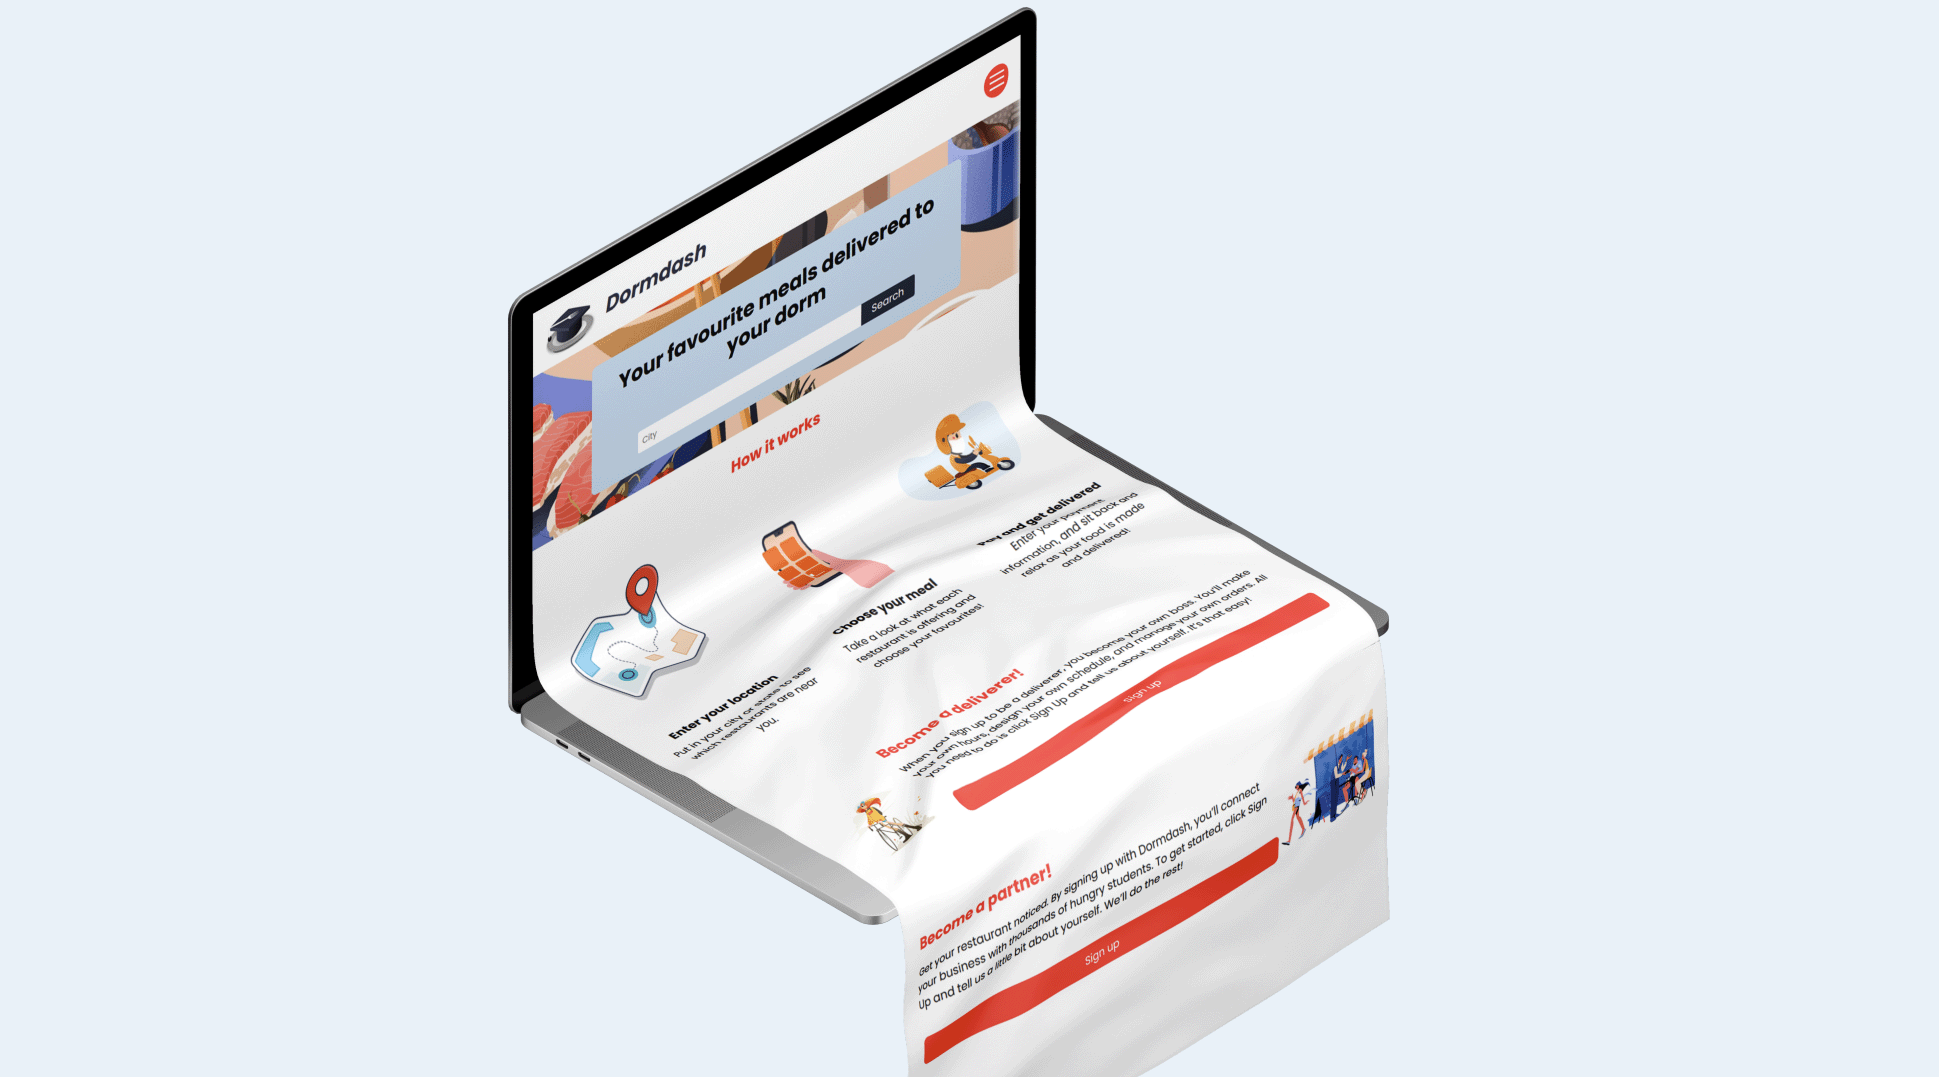 Dormdash
Your favourite meals delivered to
your dorm
City
Search
How it works
Enter your location
Put in your city or state to see
which restaurants are near
you.
Choose your meal
Take a look at what each
restaurant is offering and
choose your favourites!
Pay and get delivered
Enter your payment
information, and sit back and
relax as your food is made
and delivered!
Become a deliverer!
When you sign up to be a deliverer, you become your own boss. You'll make
your own hours, design your own schedule, and manage your own orders. All
you need to do is click Sign Up and tell us about yourself. It's that easy!
Sign up
Become a partner!
Get your restaurant noticed. By signing up with Dormdash, you'll connect
your business with thousands of hungry students. To get started, click Sign
Up and tell us a little bit about yourself. We'll do the rest!
Sign up